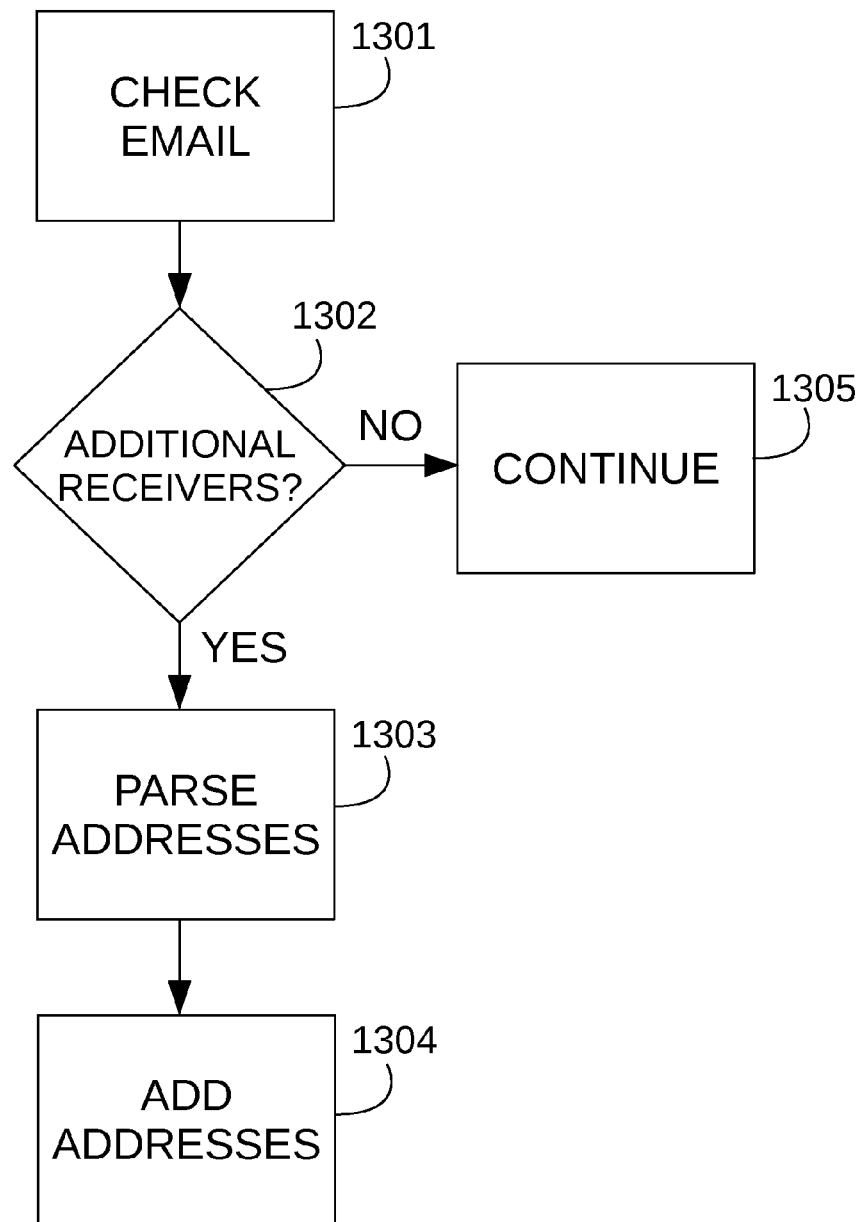 1301
CHECK
EMAIL
1302
ADDITIONAL
RECEIVERS?
NO
1305
CONTINUE
YES
1303
PARSE
ADDRESSES
1304
ADD
ADDRESSES